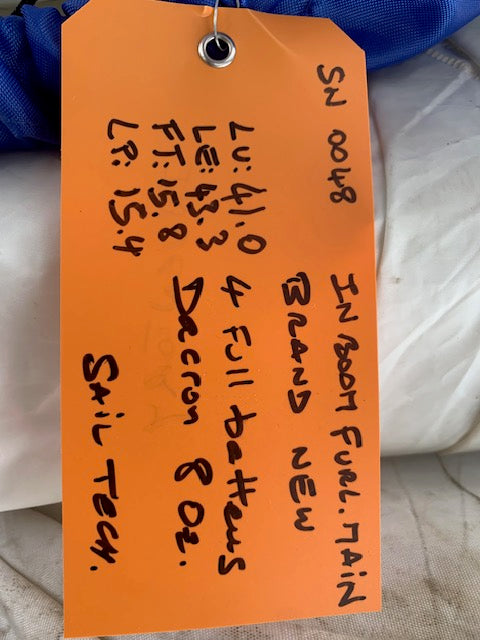 SN 0048
IN BOOM FURL. MAIN
BRAND NEW
LU: 41.0
LE: 43.3
FT: 15.8
LP: 15.4
4 Full battens
Dacron 8 Oz.
SAIL TECH.